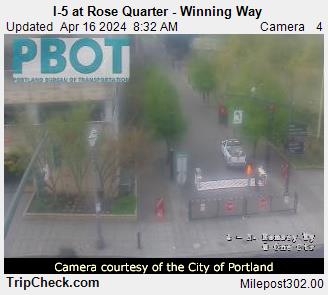 I-5 at Rose Quarter - Winning Way
Updated Apr 16 2024 8:32 AM Camera 4
PBOT
PORTLAND BUREAU OF TRANSPORTATION
Camera courtesy of the City of Portland
TripCheck.com Milepost302.00